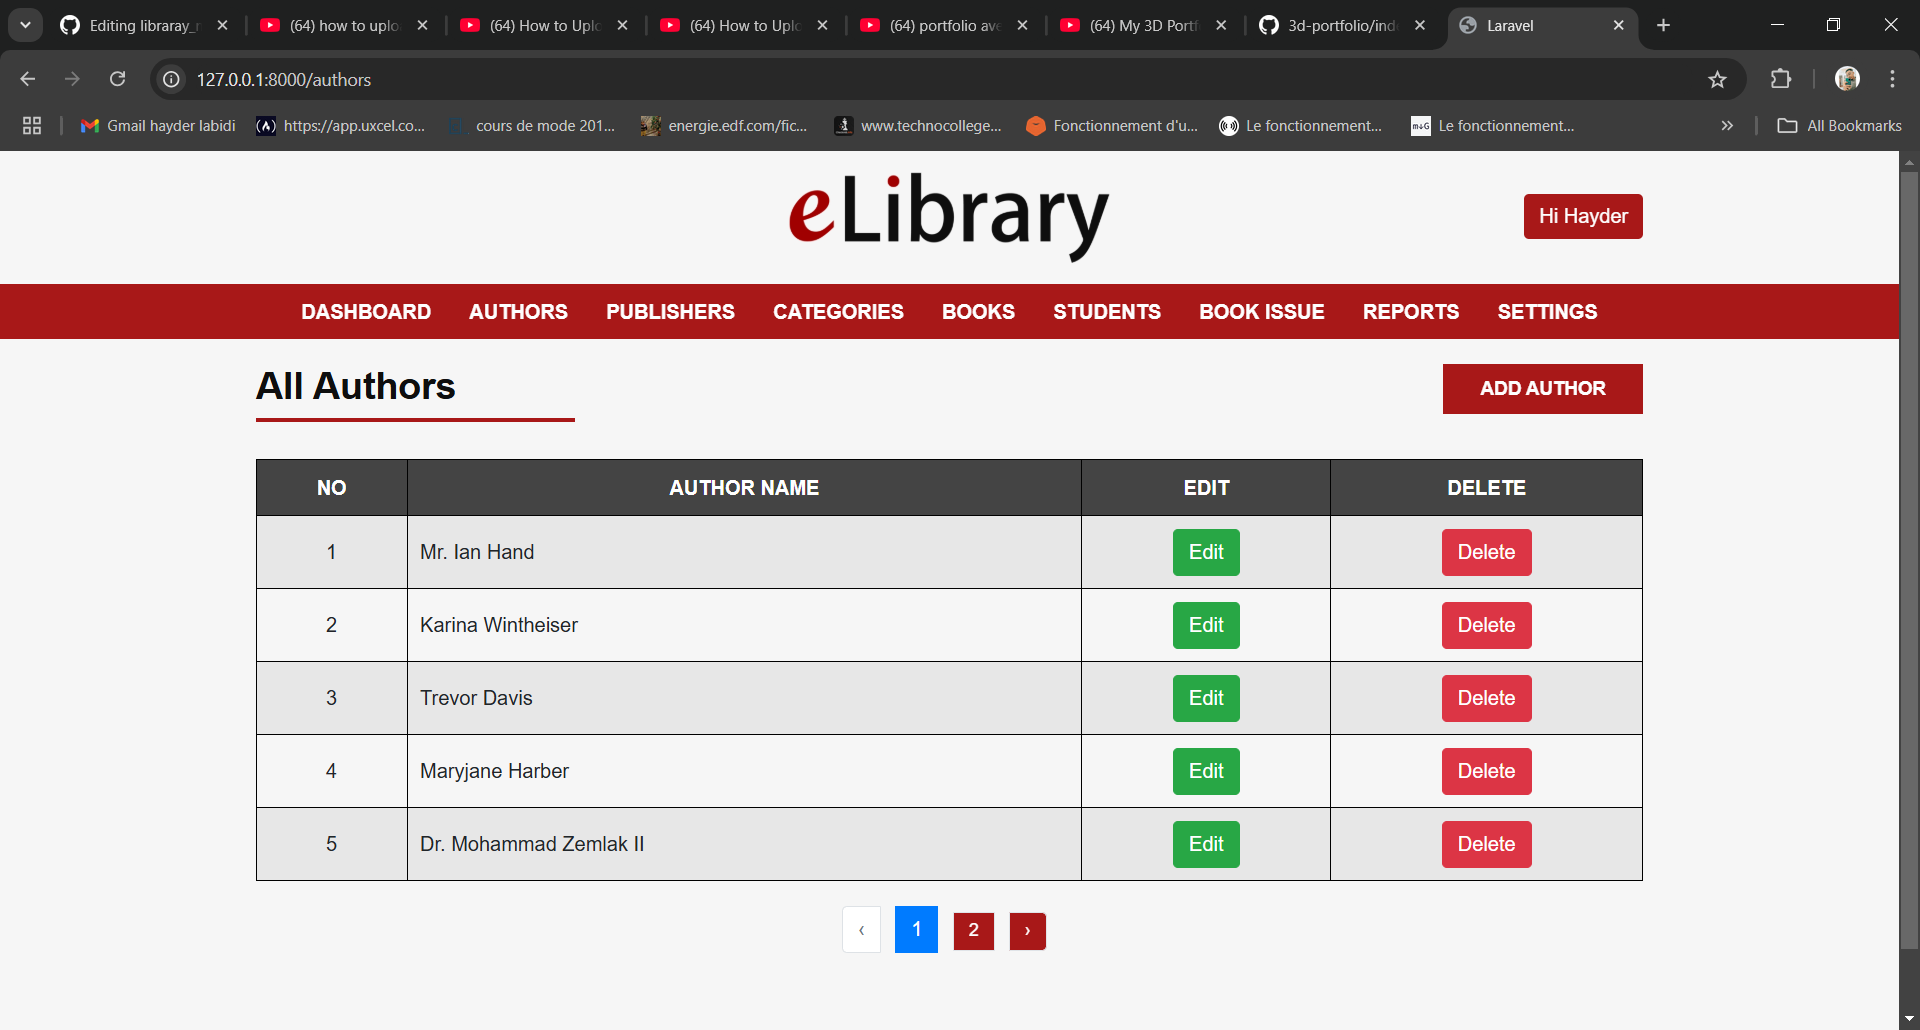 Editing libraray_
(64) how to uplo
(64) How to Uplo
(64) How to Uplo
(64) portfolio ave
(64) My 3D Portf
3d-portfolio/ind
Laravel
127.0.0.1:8000/authors
Gmail hayder labidi
https://app.uxcel.co...
cours de mode 201...
energie.edf.com/fic...
www.technocollege...
Fonctionnement d'u...
Le fonctionnement...
Le fonctionnement...
All Bookmarks
eLibrary
Hi Hayder
DASHBOARD AUTHORS PUBLISHERS CATEGORIES BOOKS STUDENTS BOOK ISSUE REPORTS SETTINGS
All Authors
ADD AUTHOR
NO AUTHOR NAME EDIT DELETE
1 Mr. Ian Hand Edit Delete
2 Karina Wintheiser Edit Delete
3 Trevor Davis Edit Delete
4 Maryjane Harber Edit Delete
5 Dr. Mohammad Zemlak II Edit Delete
‹ 1 2 ›